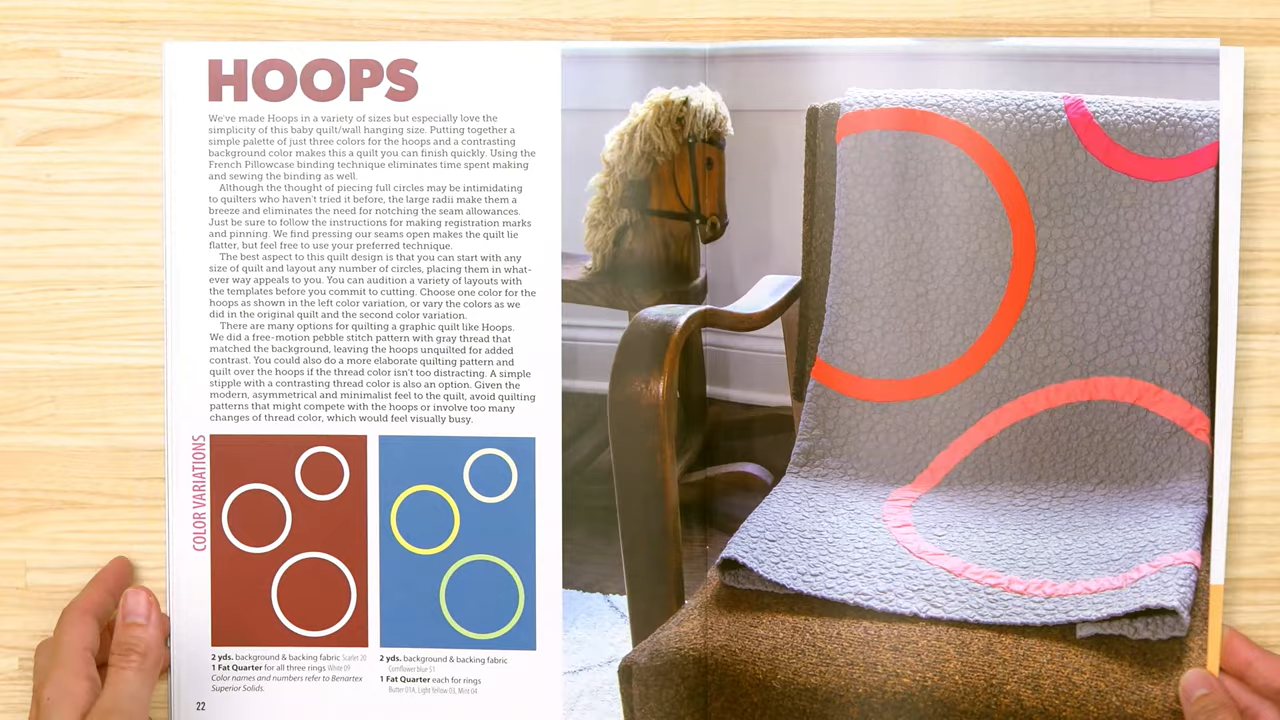 HOOPS
We've made Hoops in a variety of sizes but especially love the
simplicity of this baby quilt/wall hanging size. Putting together a
simple palette of just three colors for the hoops and a contrasting
background color makes this a quilt you can finish quickly. Using the
French Pillowcase binding technique eliminates time spent making
and sewing the binding as well.
Although the thought of piecing full circles may be intimidating
to quilters who haven't tried it before, the large radii make them a
breeze and eliminates the need for notching the seam allowances.
Just be sure to follow the instructions for making registration marks
and pinning. We find pressing our seams open makes the quilt lie
flatter, but feel free to use your preferred technique.
The best aspect to this quilt design is that you can start with any
size of quilt and layout any number of circles, placing them in what-
ever way appeals to you. You can audition a variety of layouts with
the templates before you commit to cutting. Choose one color for the
hoops as shown in the left color variation, or vary the colors as we
did in the original quilt and the second color variation.
There are many options for quilting a graphic quilt like Hoops.
We did a free-motion pebble stitch pattern with gray thread that
matched the background, leaving the hoops unquilted for added
contrast. You could also do a more elaborate quilting pattern and
quilt over the hoops if the thread color isn't too distracting. A simple
stipple with a contrasting thread color is also an option. Given the
modern, asymmetrical and minimalist feel to the quilt, avoid quilting
patterns that might compete with the hoops or involve too many
changes of thread color, which would feel visually busy.
COLOR VARIATIONS
2 yds. background & backing fabric Scarlet 20
1 Fat Quarter for all three rings White 09
Color names and numbers refer to Benartex
Superior Solids.
2 yds. background & backing fabric
Cornflower blue 51
1 Fat Quarter each for rings
Butter 01A, Light Yellow 03, Mint 04
22